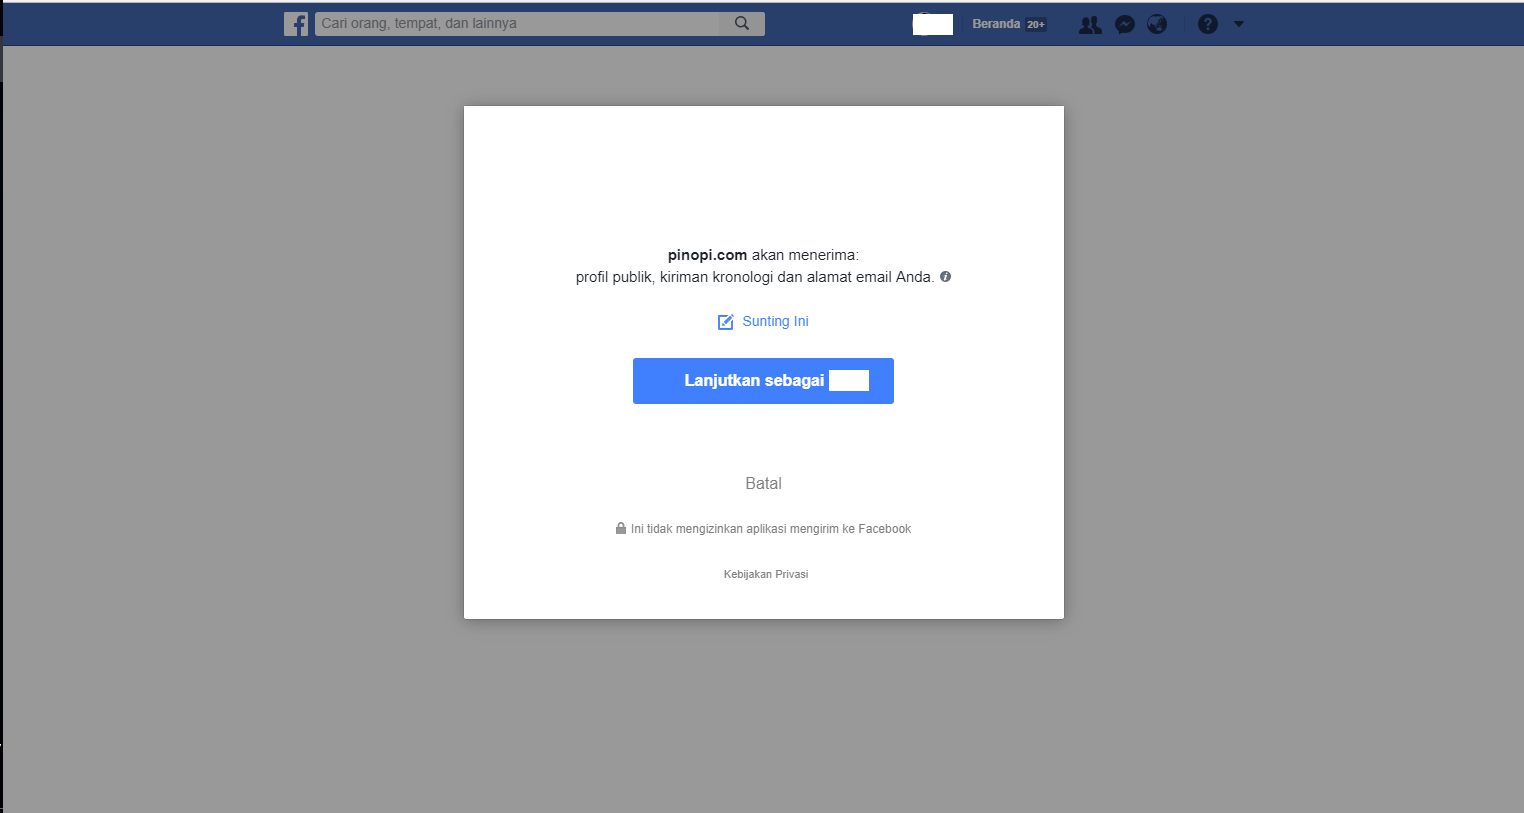 Cari orang, tempat, dan lainnya
Beranda 20+
pinopi.com akan menerima:
profil publik, kiriman kronologi dan alamat email Anda.
Sunting Ini
Lanjutkan sebagai
Batal
Ini tidak mengizinkan aplikasi mengirim ke Facebook
Kebijakan Privasi